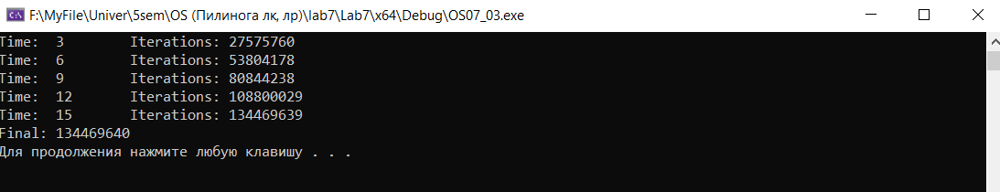 F:\MyFile\Univer\5sem\OS (Пилинога лк, лр)\lab7\Lab7\x64\Debug\OS07_03.exe
Time:  3        Iterations: 27575760
Time:  6        Iterations: 53804178
Time:  9        Iterations: 80844238
Time:  12       Iterations: 108800029
Time:  15       Iterations: 134469639
Final: 134469640
Для продолжения нажмите любую клавишу . . .